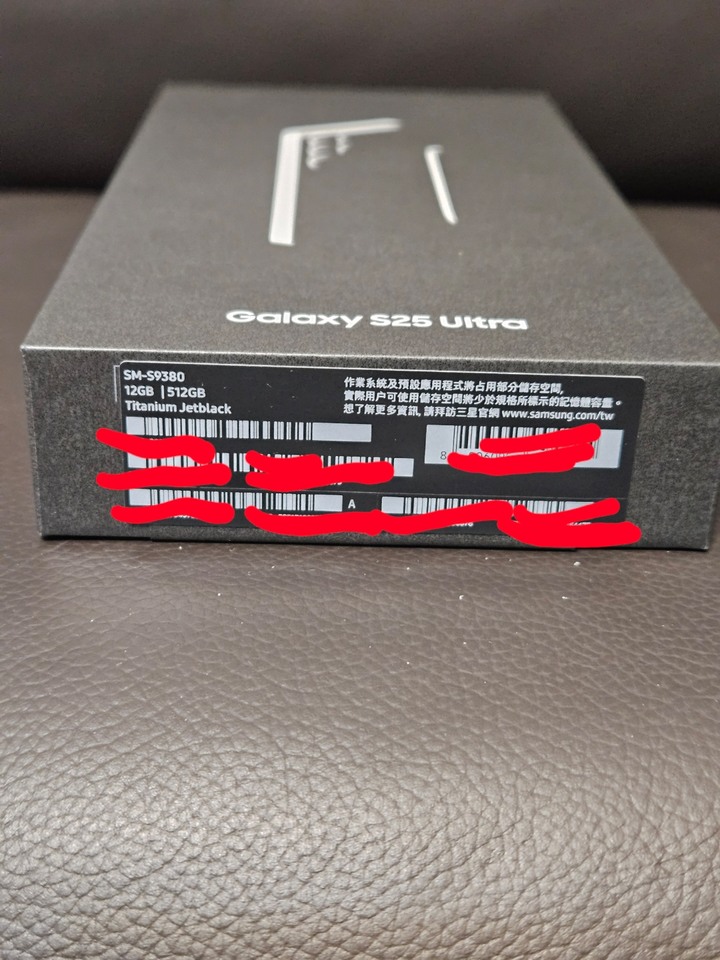 Galaxy S25 Ultra
SM-S9380
12GB | 512GB
Titanium Jetblack
作業系統及預設應用程式將占用部分儲存空間,
實際用户可使用儲存空間將少於規格所標示的記憶體容量。
想了解更多資訊, 請拜訪三星官網 www.samsung.com/tw
A